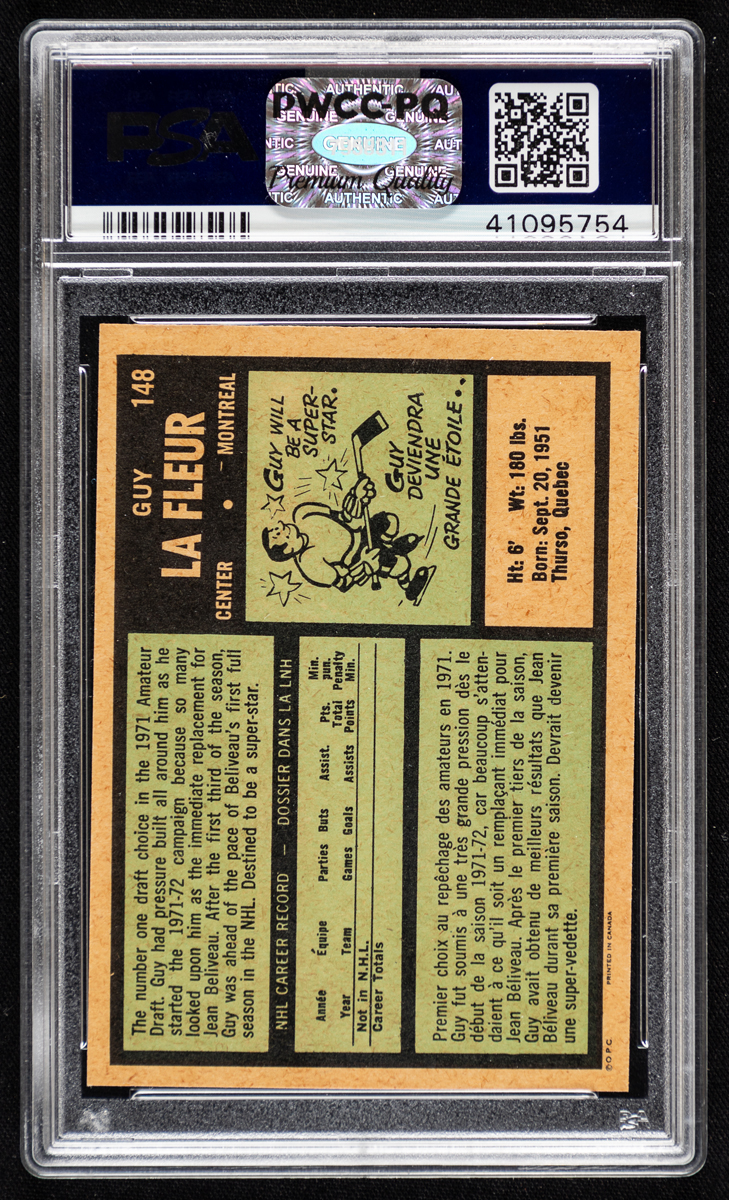 PSA
PWCC-PQ
GENUINE
Premium Quality
AUTHENTIC
41095754
148
GUY
LA FLEUR
CENTER • MONTREAL
GUY WILL
BE A
SUPER-
STAR.
GUY
DEVIENDRA
UNE
GRANDE ÉTOILE..
Ht: 6' Wt: 180 lbs.
Born: Sept. 20, 1951
Thurso, Quebec
The number one draft choice in the 1971 Amateur
Draft. Guy had pressure built all around him as he
started the 1971-72 campaign because so many
looked upon him as the immediate replacement for
Jean Beliveau. After the first third of the season,
Guy was ahead of the pace of Beliveau's first full
season in the NHL. Destined to be a super-star.
NHL CAREER RECORD — DOSSIER DANS LA LNH
Année Équipe Parties Buts Assist. Pts. Total Min. pun.
Year Team Games Goals Assists Points Penalty Min.
Not in N.H.L.
Career Totals
Premier choix au repêchage des amateurs en 1971.
Guy fut soumis à une très grande pression dès le
début de la saison 1971-72, car beaucoup s'atten-
daient à ce qu'il soit un remplaçant immédiat pour
Jean Béliveau. Après le premier tiers de la saison,
Guy avait obtenu de meilleurs résultats que Jean
Béliveau durant sa première saison. Devrait devenir
une super-vedette.
© O.P.C. PRINTED IN CANADA